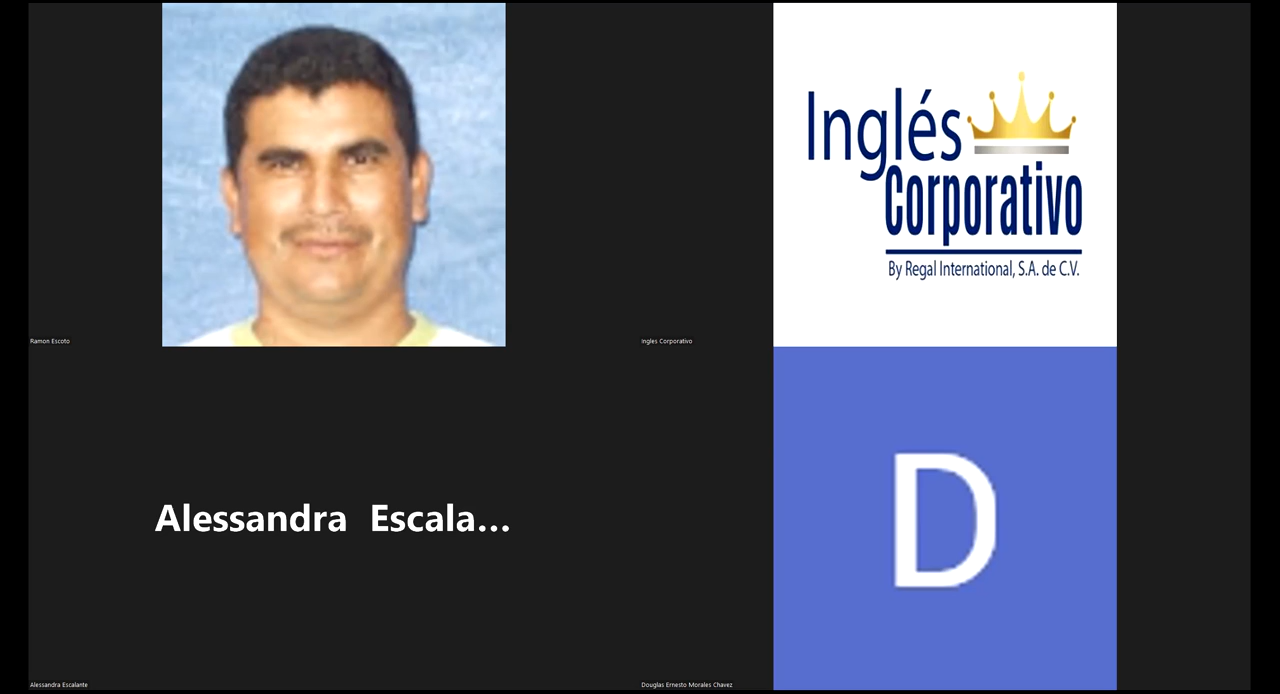 Inglés
Corporativo
By Regal International, S.A. de C.V.
Ramon Escoto
Ingles Corporativo
Alessandra Escala...
D
Alessandra Escalante
Douglas Ernesto Morales Chavez